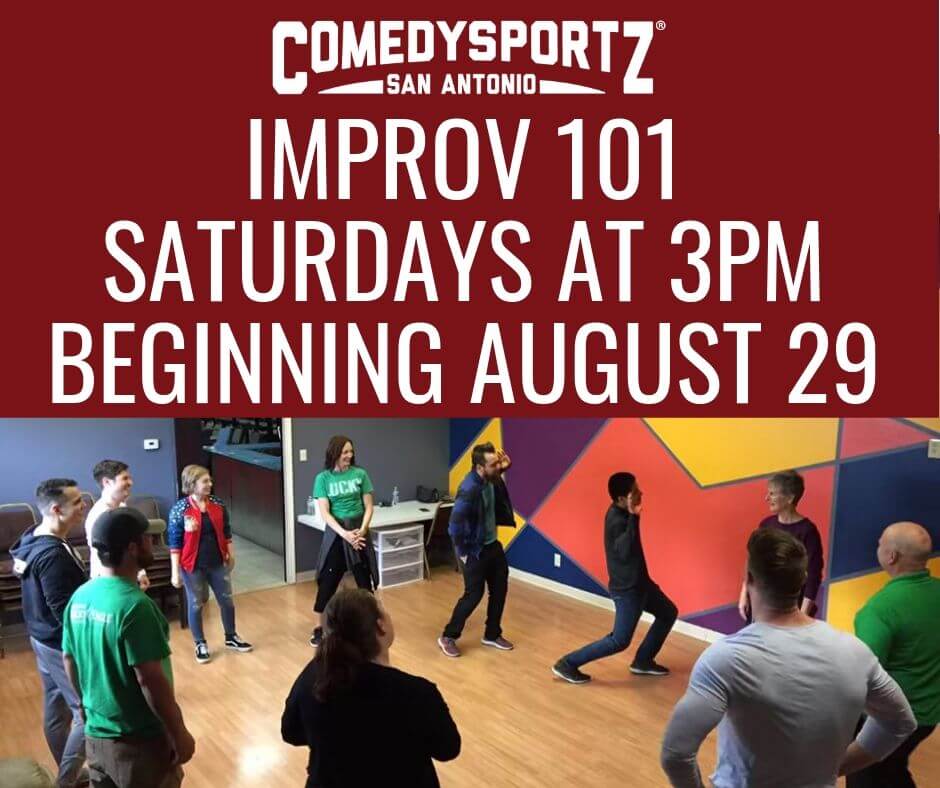 COMEDYSPORTZ®
SAN ANTONIO
IMPROV 101
SATURDAYS AT 3PM
BEGINNING AUGUST 29